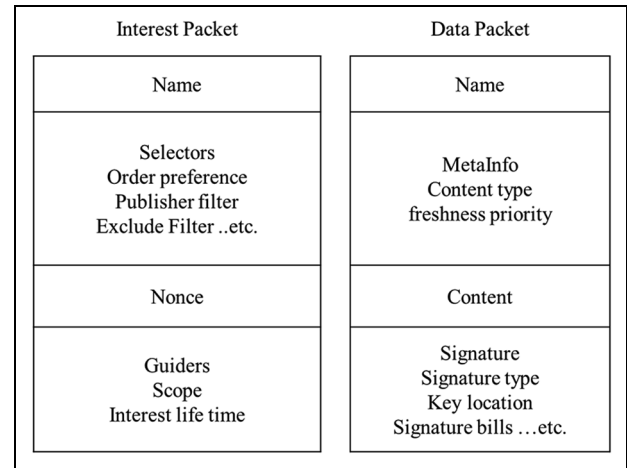 Interest Packet
Name
Selectors
Order preference
Publisher filter
Exclude Filter ..etc.
Nonce
Guiders
Scope
Interest life time
Data Packet
Name
MetaInfo
Content type
freshness priority
Content
Signature
Signature type
Key location
Signature bills …etc.